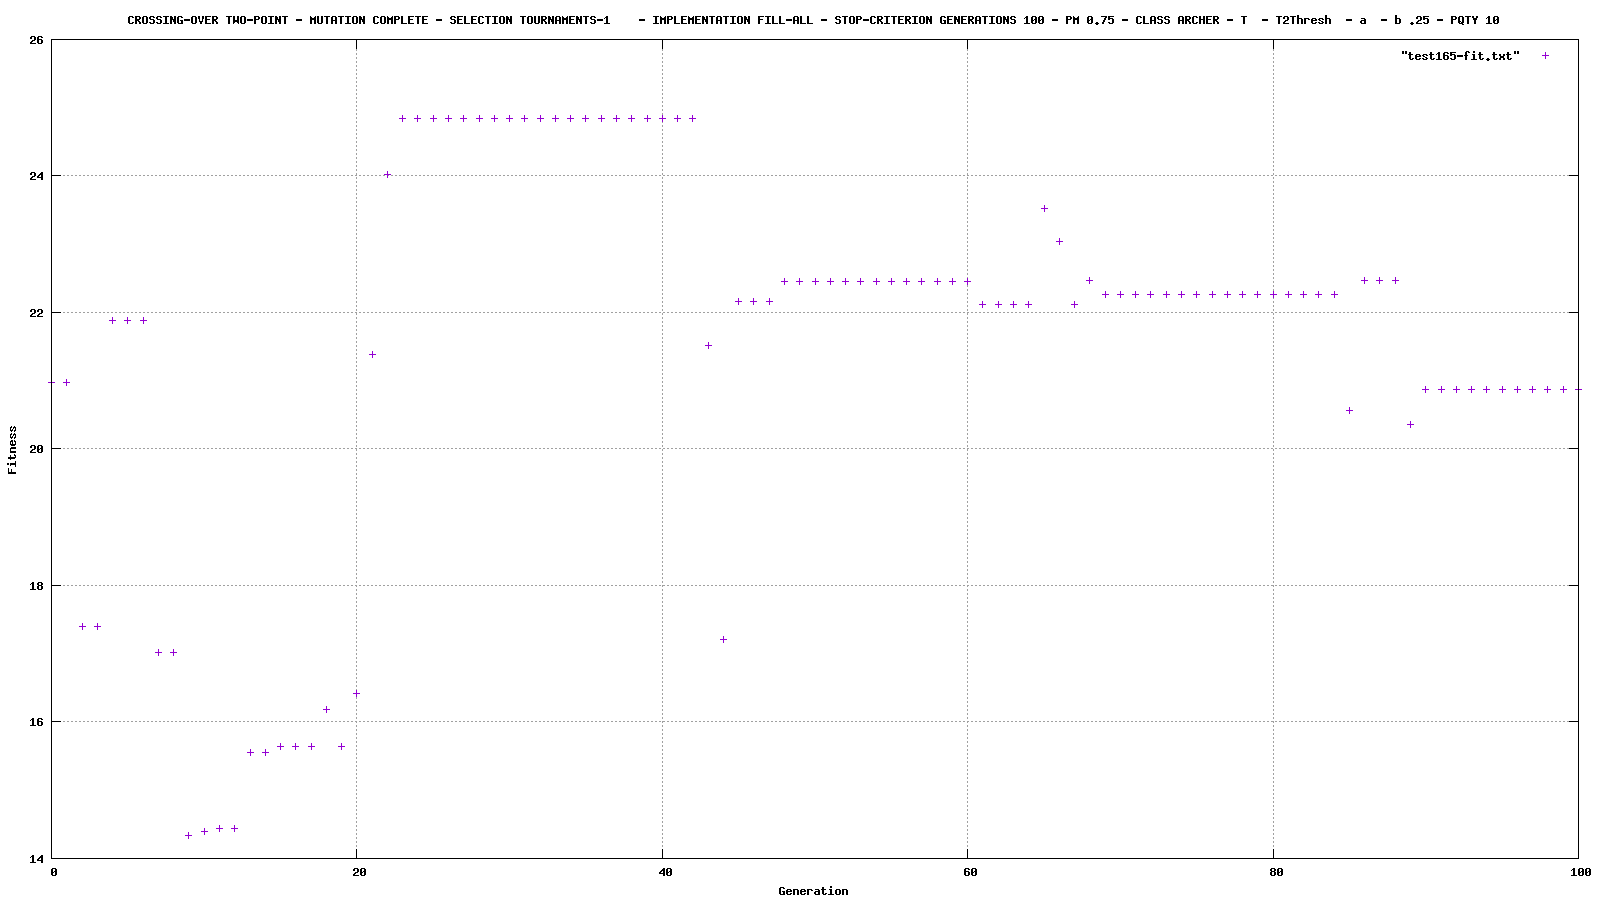 CROSSING-OVER TWO-POINT - MUTATION COMPLETE - SELECTION TOURNAMENTS-1    - IMPLEMENTATION FILL-ALL - STOP-CRITERION GENERATIONS 100 - PM 0.75 - CLASS ARCHER - T  - T2Thresh  - a  - b .25 - PQTY 10
"test165-fit.txt"
26
24
22
20
18
16
14
Fitness
0 20 40 60 80 100
Generation